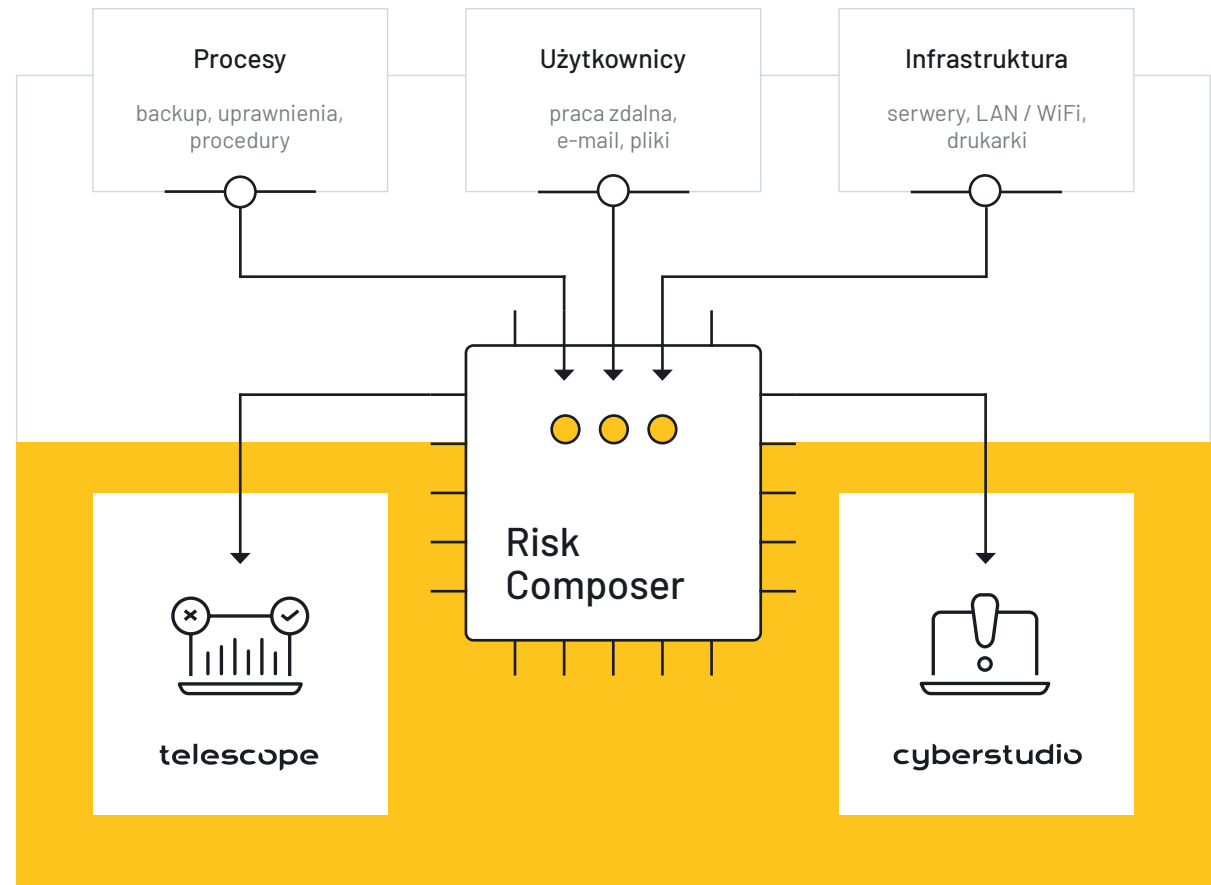 Procesy
backup, uprawnienia,
procedury
Użytkownicy
praca zdalna,
e-mail, pliki
Infrastruktura
serwery, LAN / WiFi,
drukarki
Risk
Composer
telescope
cyberstudio